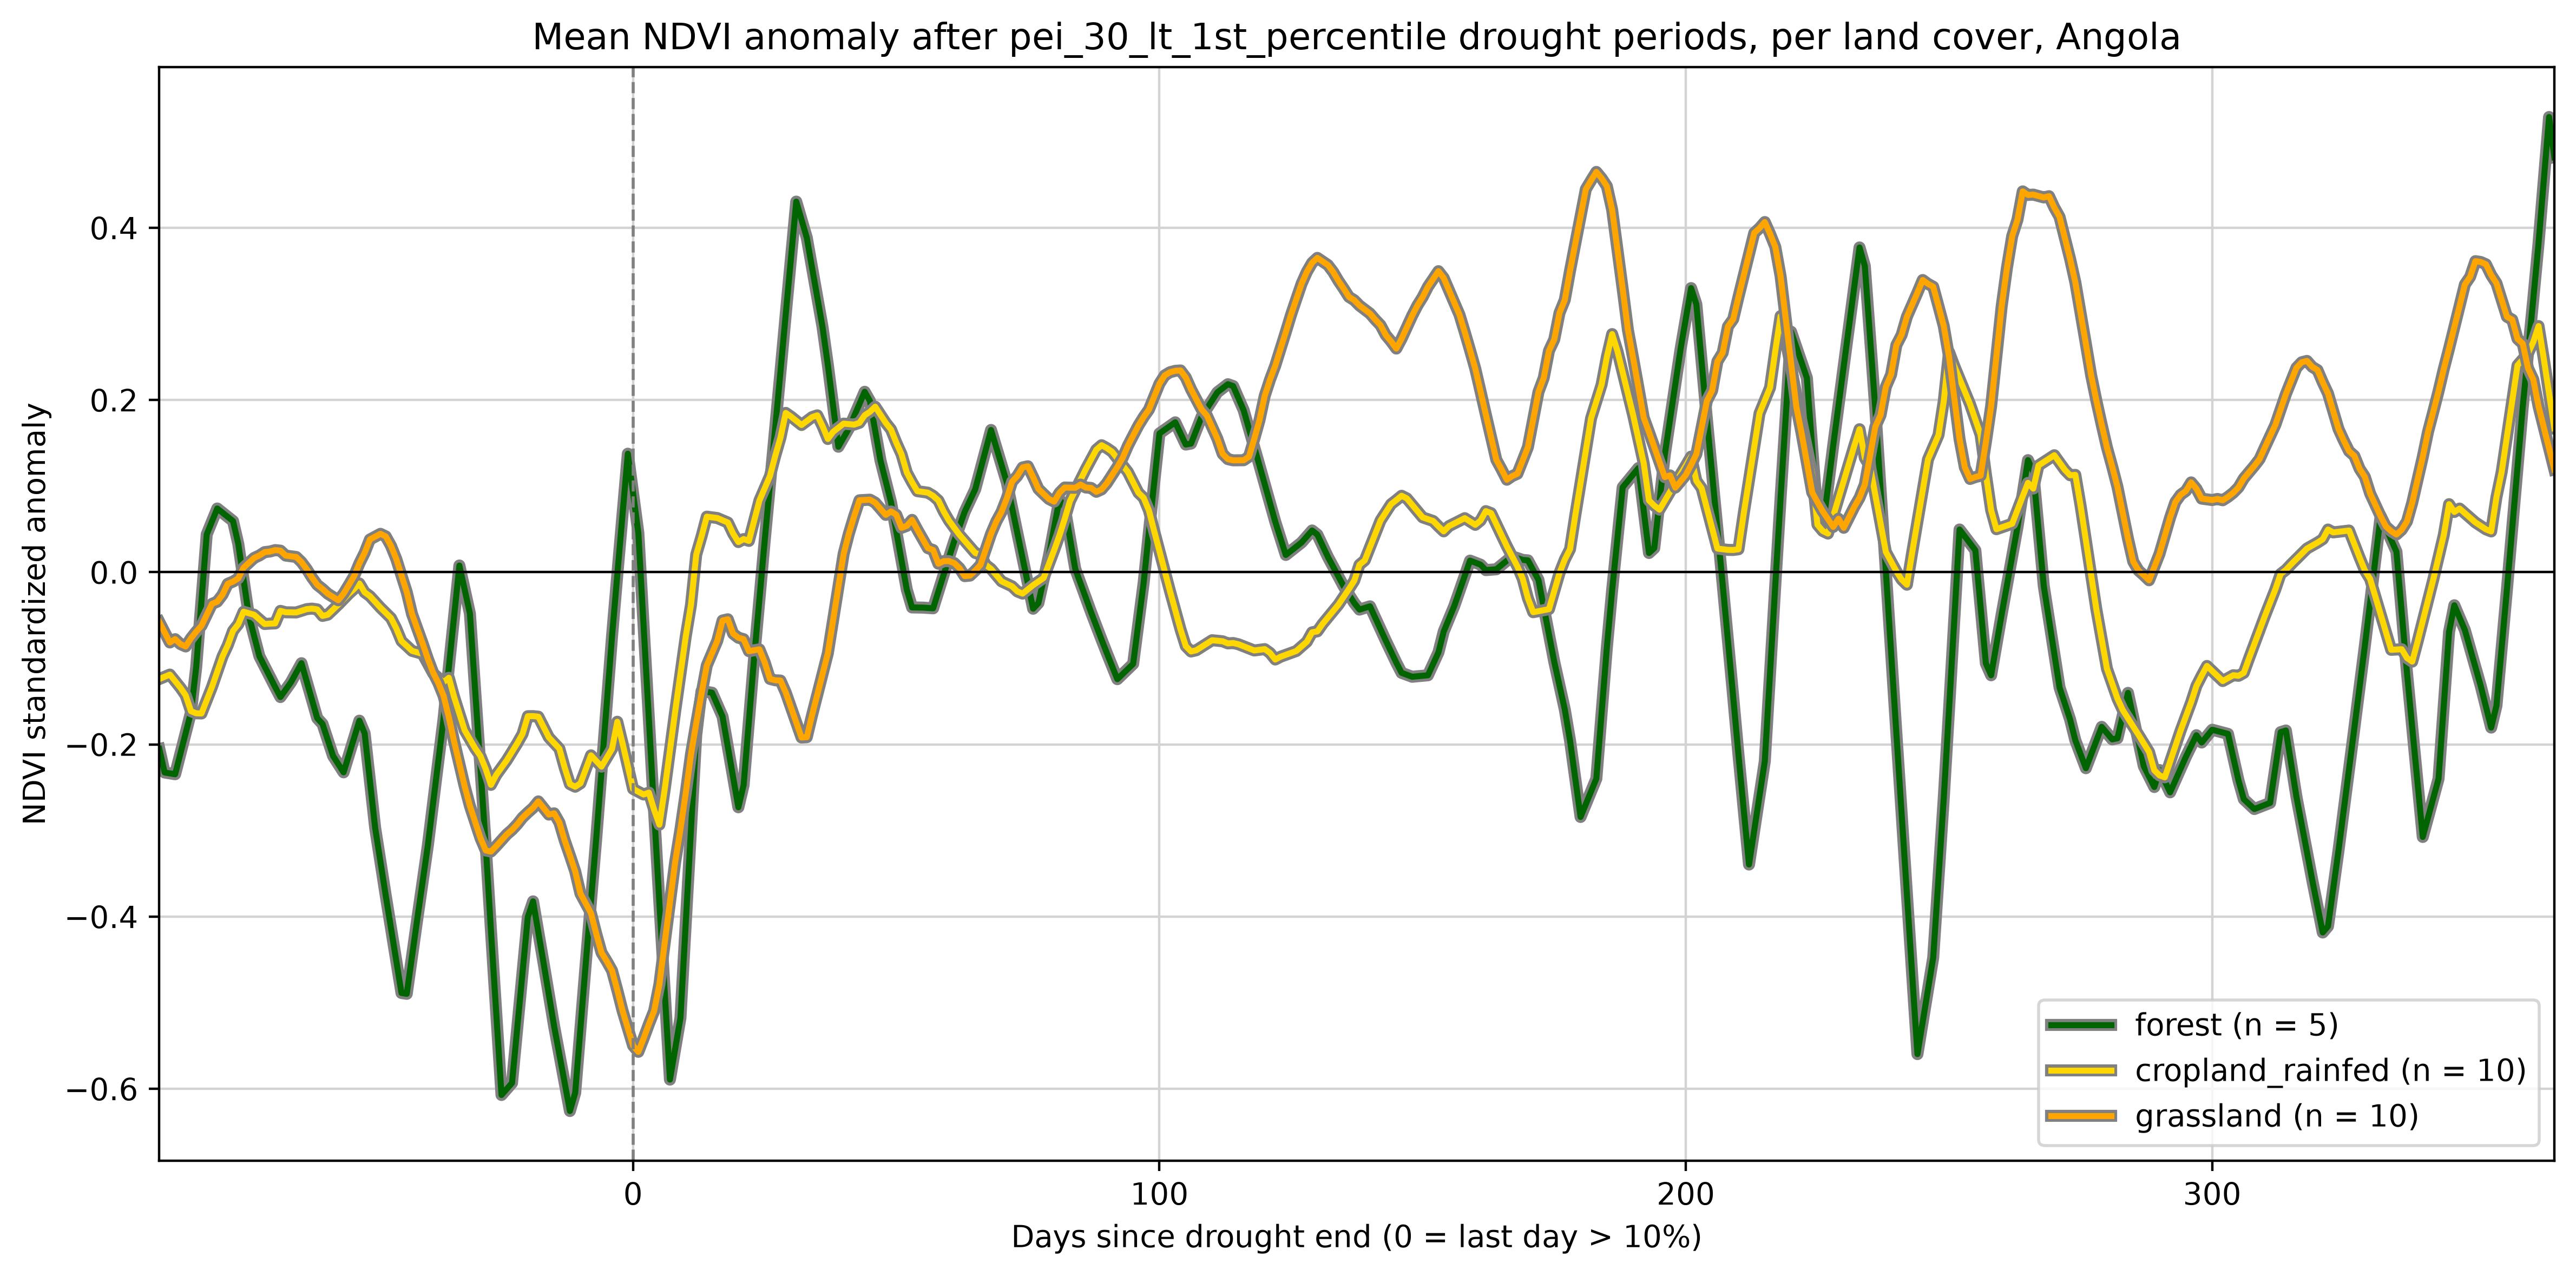 Mean NDVI anomaly after pei_30_lt_1st_percentile drought periods, per land cover, Angola
NDVI standardized anomaly
0.4
0.2
0.0
−0.2
−0.4
−0.6
forest (n = 5)
cropland_rainfed (n = 10)
grassland (n = 10)
0 100 200 300
Days since drought end (0 = last day > 10%)